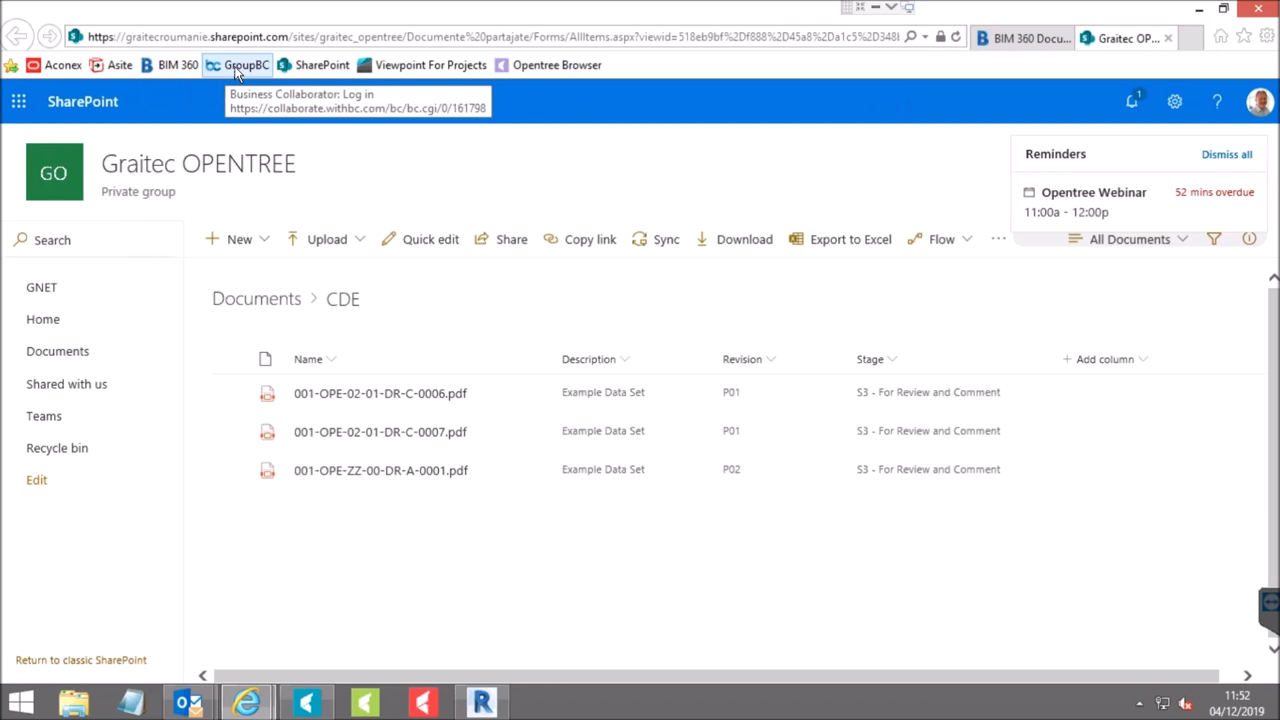 https://graitecroumanie.sharepoint.com/sites/graitec_opentree/Documente%20partajate/Forms/AllItems.aspx?viewid=518eb9bf%2Df888%2D45a8%2Da1c5%2D348
BIM 360 Docu...
Graitec OP...
Aconex
Asite
BIM 360
bc GroupBC
SharePoint
Viewpoint For Projects
Opentree Browser
Business Collaborator: Log in
https://collaborate.withbc.com/bc/bc.cgi/0/161798
SharePoint
1
?
GO
Graitec OPENTREE
Private group
Reminders
Dismiss all
Opentree Webinar
52 mins overdue
11:00a - 12:00p
Search
New
Upload
Quick edit
Share
Copy link
Sync
Download
Export to Excel
Flow
...
All Documents
GNET
Home
Documents
Shared with us
Teams
Recycle bin
Edit
Return to classic SharePoint
Documents > CDE
Name
Description
Revision
Stage
+ Add column
001-OPE-02-01-DR-C-0006.pdf
Example Data Set
P01
S3 - For Review and Comment
001-OPE-02-01-DR-C-0007.pdf
Example Data Set
P01
S3 - For Review and Comment
001-OPE-ZZ-00-DR-A-0001.pdf
Example Data Set
P02
S3 - For Review and Comment
11:52
04/12/2019